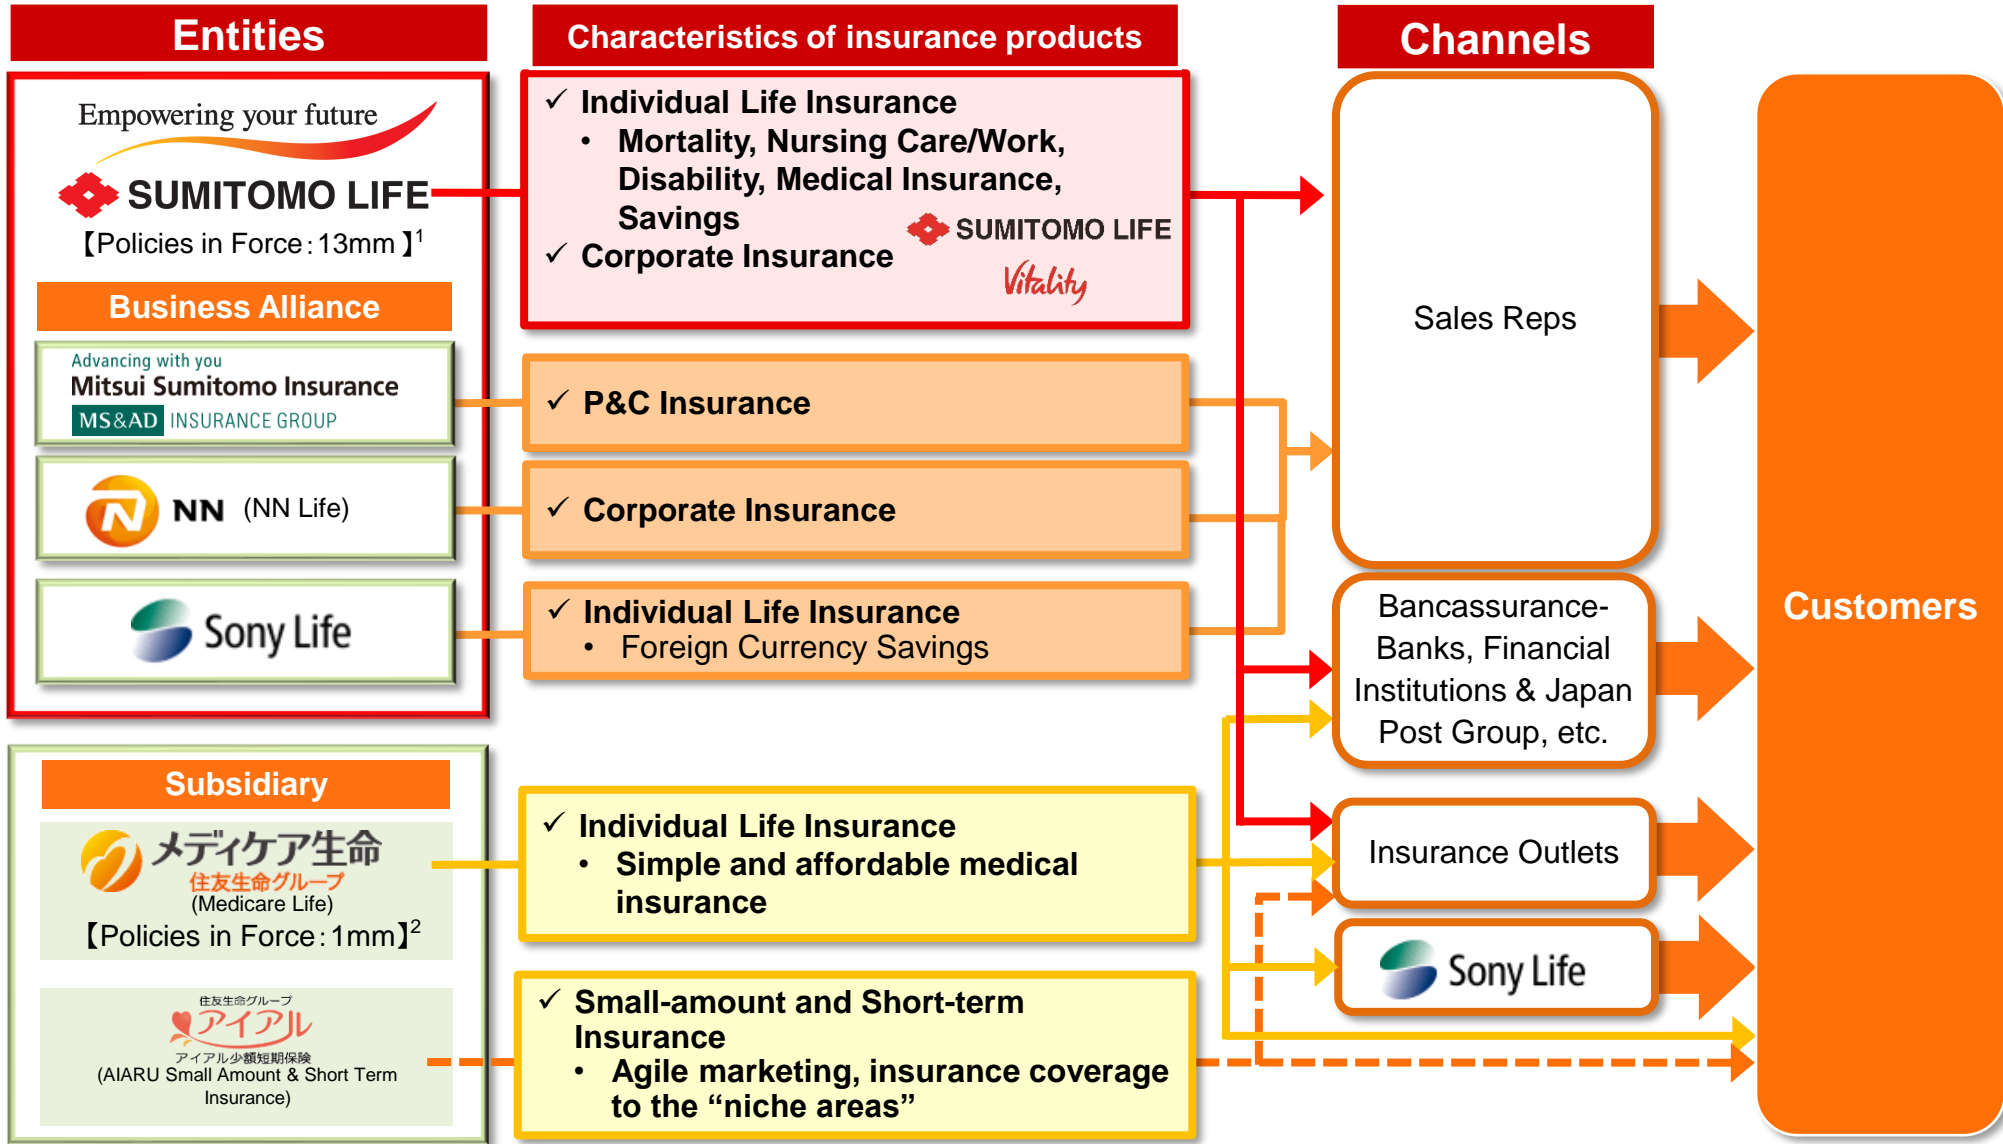 Entities
Characteristics of insurance products
Channels
Empowering your future
SUMITOMO LIFE
【Policies in Force：13mm】1
Business Alliance
Advancing with you
Mitsui Sumitomo Insurance
MS&AD INSURANCE GROUP
NN (NN Life)
Sony Life
Subsidiary
メディケア生命
住友生命グループ
(Medicare Life)
【Policies in Force：1mm】2
住友生命グループ
アイアル
アイアル少額短期保険
(AIARU Small Amount & Short Term
Insurance)
✓ Individual Life Insurance
• Mortality, Nursing Care/Work,
Disability, Medical Insurance,
Savings
✓ Corporate Insurance
SUMITOMO LIFE
Vitality
✓ P&C Insurance
✓ Corporate Insurance
✓ Individual Life Insurance
• Foreign Currency Savings
✓ Individual Life Insurance
• Simple and affordable medical
insurance
✓ Small-amount and Short-term
Insurance
• Agile marketing, insurance coverage
to the “niche areas”
Sales Reps
Bancassurance-
Banks, Financial
Institutions & Japan
Post Group, etc.
Insurance Outlets
Sony Life
Customers